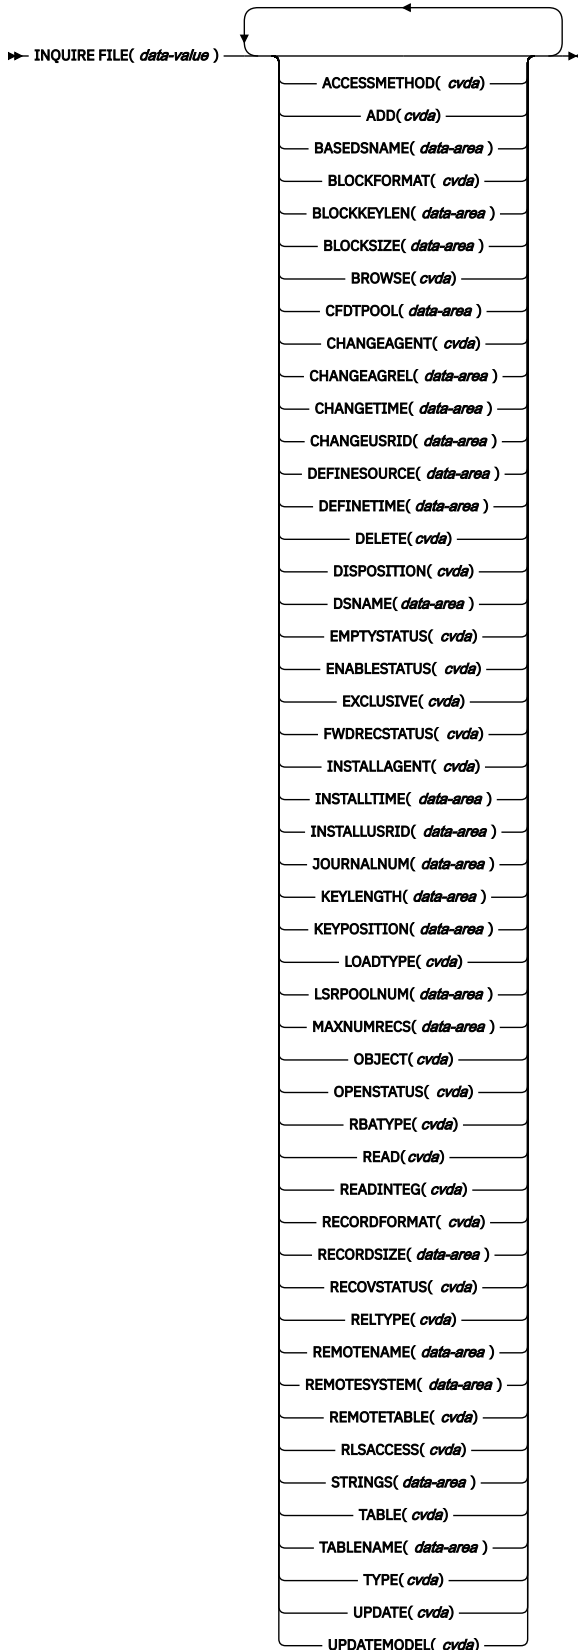 INQUIRE FILE( data-value )
ACCESSMETHOD( cvda)
ADD( cvda)
BASEDSNAME( data-area )
BLOCKFORMAT( cvda)
BLOCKKEYLEN( data-area )
BLOCKSIZE( data-area )
BROWSE( cvda)
CFDTPOOL( data-area )
CHANGEAGENT( cvda)
CHANGEAGREL( data-area )
CHANGETIME( data-area )
CHANGEUSRID( data-area )
DEFINESOURCE( data-area )
DEFINETIME( data-area )
DELETE( cvda)
DISPOSITION( cvda)
DSNAME( data-area )
EMPTYSTATUS( cvda)
ENABLESTATUS( cvda)
EXCLUSIVE( cvda)
FWDRECSTATUS( cvda)
INSTALLAGENT( cvda)
INSTALLTIME( data-area )
INSTALLUSRID( data-area )
JOURNALNUM( data-area )
KEYLENGTH( data-area )
KEYPOSITION( data-area )
LOADTYPE( cvda)
LSRPOOLNUM( data-area )
MAXNUMRECS( data-area )
OBJECT( cvda)
OPENSTATUS( cvda)
RBATYPE( cvda)
READ( cvda)
READINTEG( cvda)
RECORDFORMAT( cvda)
RECORDSIZE( data-area )
RECOVSTATUS( cvda)
RELTYPE( cvda)
REMOTENAME( data-area )
REMOTESYSTEM( data-area )
REMOTETABLE( cvda)
RLSACCESS( cvda)
STRINGS( data-area )
TABLE( cvda)
TABLENAME( data-area )
TYPE( cvda)
UPDATE( cvda)
UPDATEMODEL( cvda)